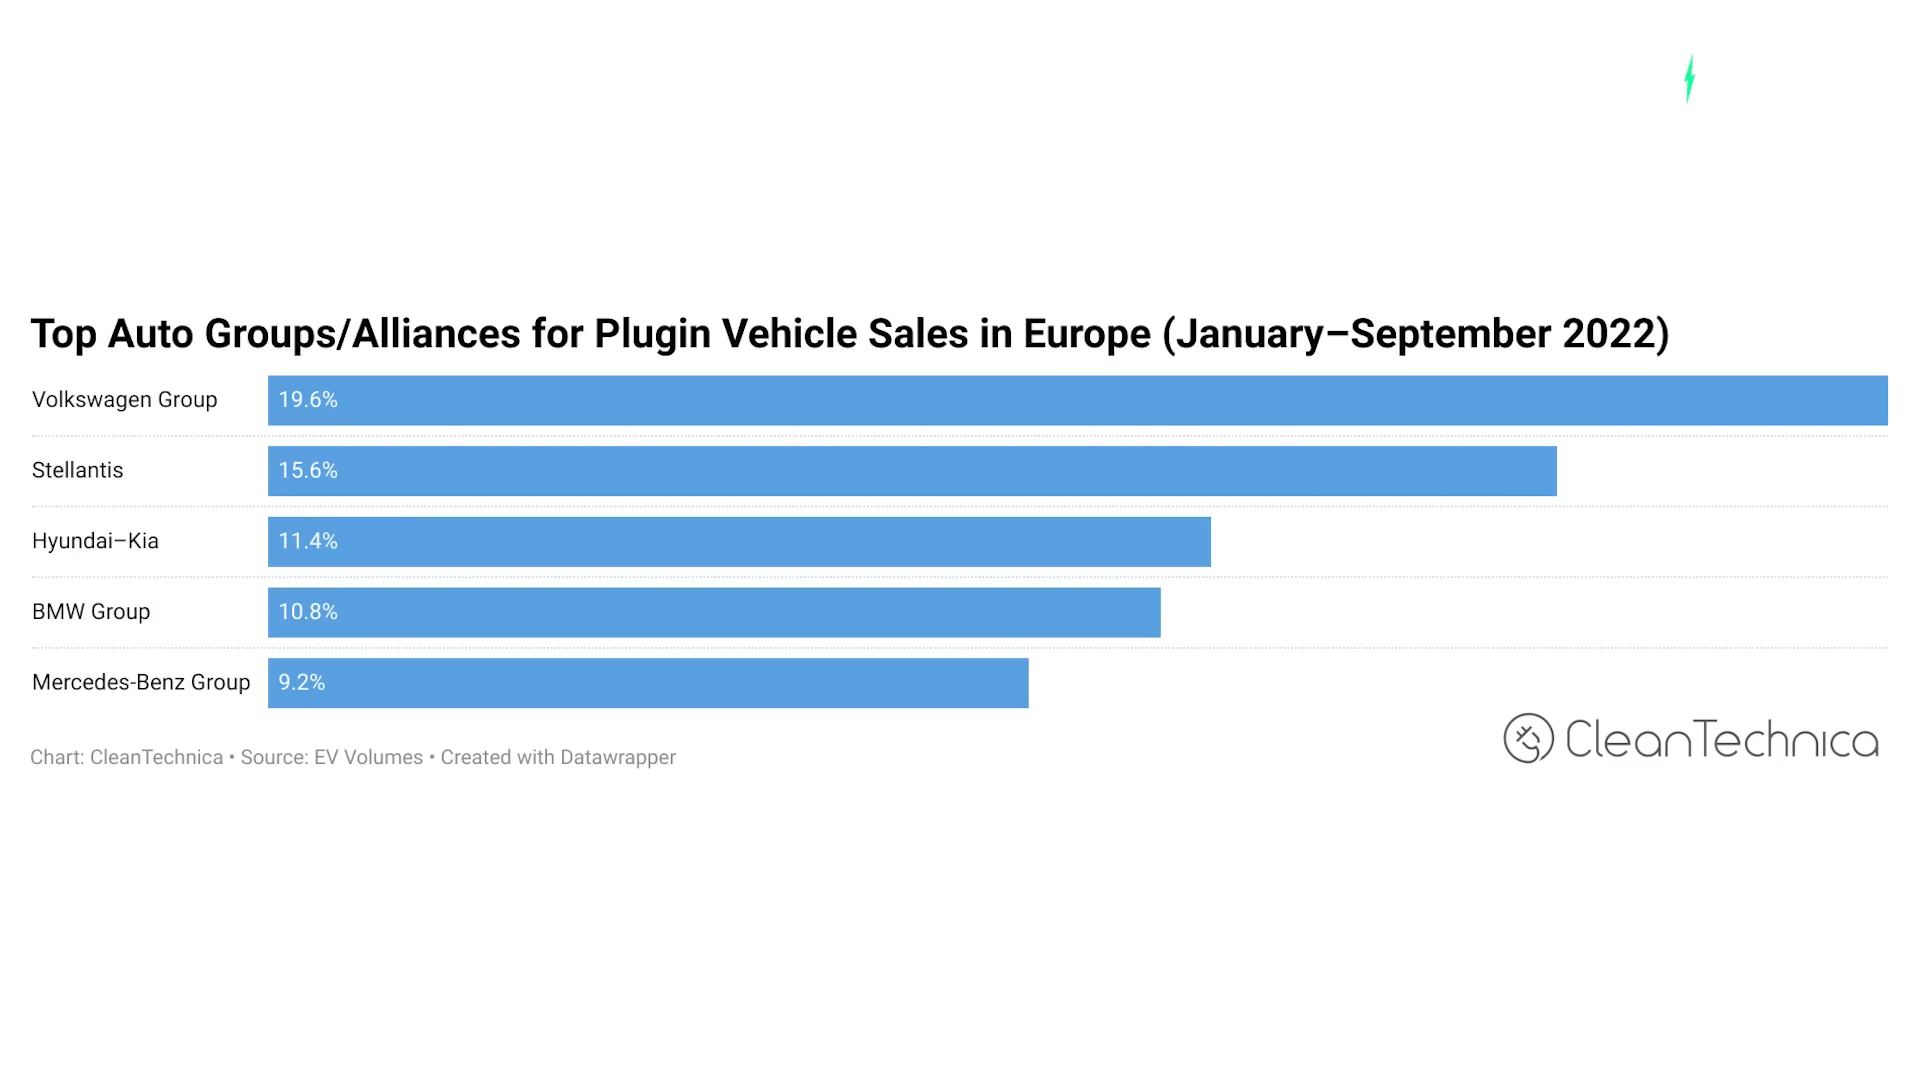 Top Auto Groups/Alliances for Plugin Vehicle Sales in Europe (January–September 2022)
Volkswagen Group 19.6%
Stellantis 15.6%
Hyundai–Kia 11.4%
BMW Group 10.8%
Mercedes-Benz Group 9.2%
Chart: CleanTechnica • Source: EV Volumes • Created with Datawrapper
CleanTechnica